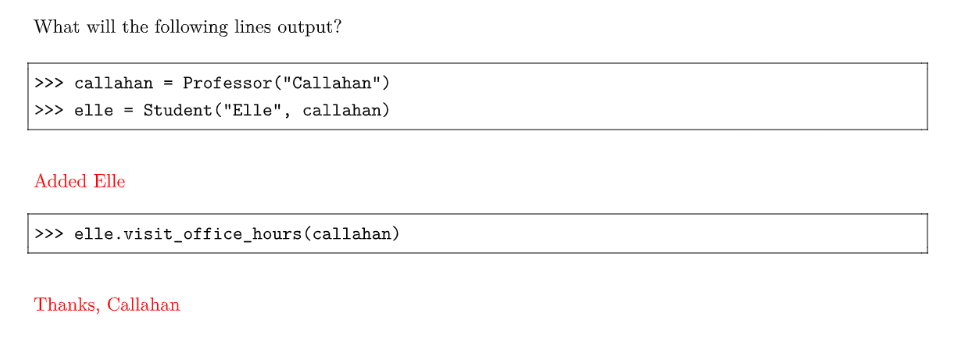 What will the following lines output?
>>> callahan = Professor("Callahan")
>>> elle = Student("Elle", callahan)
Added Elle
>>> elle.visit_office_hours(callahan)
Thanks, Callahan